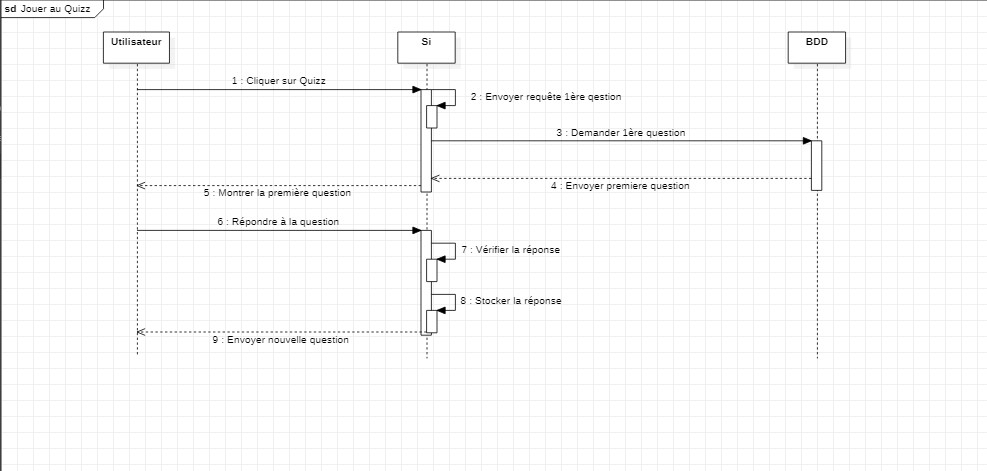 sd Jouer au Quizz
Utilisateur
Si
BDD
1 : Cliquer sur Quizz
2 : Envoyer requête 1ère qestion
3 : Demander 1ère question
4 : Envoyer premiere question
5 : Montrer la première question
6 : Répondre à la question
7 : Vérifier la réponse
8 : Stocker la réponse
9 : Envoyer nouvelle question